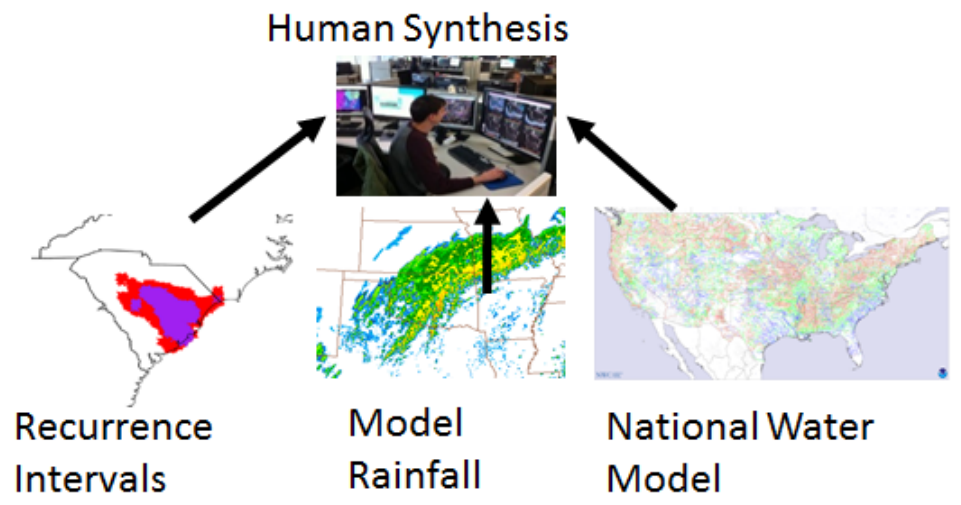 Human Synthesis
Recurrence
Intervals
Model
Rainfall
National Water
Model